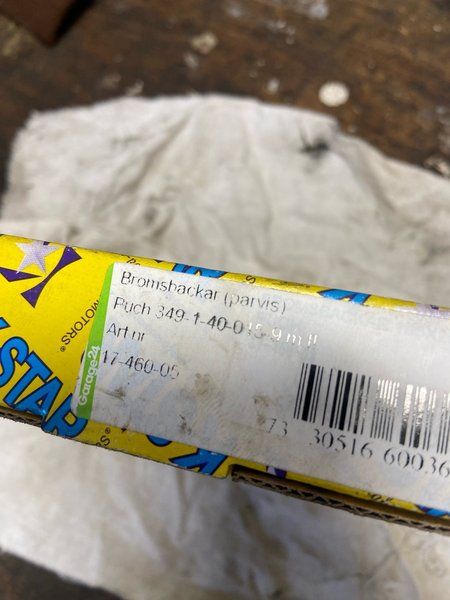 Bromsbackar (parvis)
Puch 349-1-40-015-9 m.fl
Art nr
17-460-05
Garage24
MOTORS®
STAR
73 30516 60036